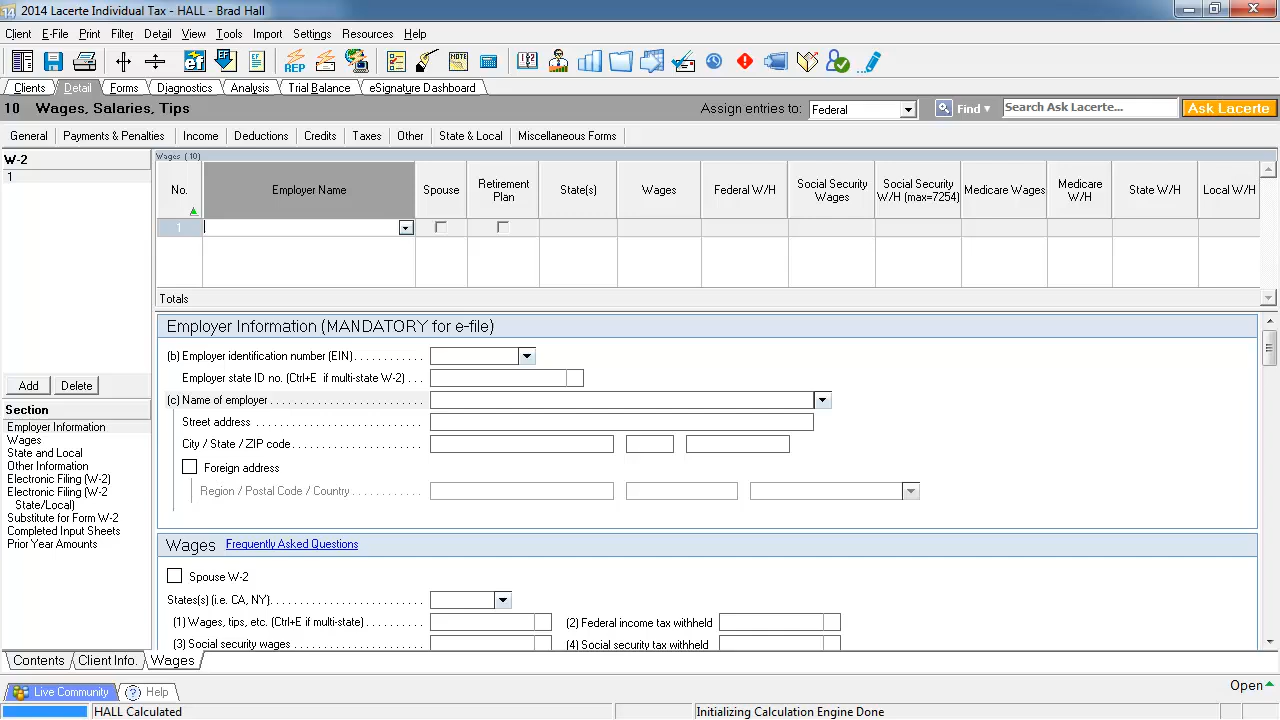 14 2014 Lacerte Individual Tax - HALL - Brad Hall
Client E-File Print Filter Detail View Tools Import Settings Resources Help
ef EF REP NOTE
Clients Detail Forms Diagnostics Analysis Trial Balance eSignature Dashboard
10 Wages, Salaries, Tips Assign entries to: Federal Find Search Ask Lacerte... Ask Lacerte
General Payments & Penalties Income Deductions Credits Taxes Other State & Local Miscellaneous Forms
W-2
1
Wages (10)
No. Employer Name Spouse Retirement Plan State(s) Wages Federal W/H Social Security Wages Social Security W/H (max=7254) Medicare Wages Medicare W/H State W/H Local W/H
1
Totals
Add Delete
Section
Employer Information
Wages
State and Local
Other Information
Electronic Filing (W-2)
Electronic Filing (W-2
State/Local)
Substitute for Form W-2
Completed Input Sheets
Prior Year Amounts
Employer Information (MANDATORY for e-file)
(b) Employer identification number (EIN)
Employer state ID no. (Ctrl+E if multi-state W-2)
(c) Name of employer
Street address
City / State / ZIP code
Foreign address
Region / Postal Code / Country
Wages Frequently Asked Questions
Spouse W-2
States(s) (i.e. CA, NY)
(1) Wages, tips, etc. (Ctrl+E if multi-state) (2) Federal income tax withheld
(3) Social security wages (4) Social security tax withheld
Contents Client Info. Wages
Live Community Help Open
HALL Calculated Initializing Calculation Engine Done